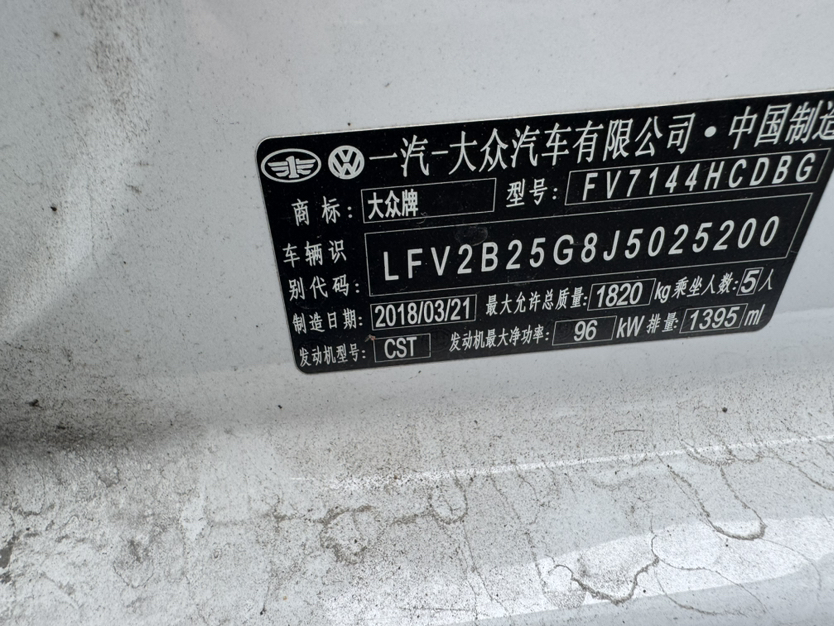 一汽-大众汽车有限公司·中国制造
商标: 大众牌 型号: FV7144HCDBG
车辆识别代码: LFV2B25G8J5025200
制造日期: 2018/03/21 最大允许总质量: 1820 kg 乘坐人数: 5 人
发动机型号: CST 发动机最大净功率: 96 kW 排量: 1395 ml